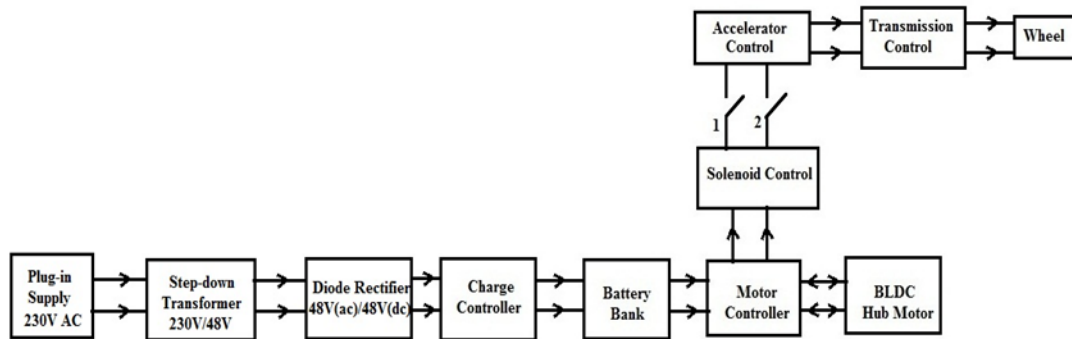 Accelerator
Control
Transmission
Control
Wheel
1
2
Solenoid Control
Plug-in
Supply
230V AC
Step-down
Transformer
230V/48V
Diode Rectifier
48V(ac)/48V(dc)
Charge
Controller
Battery
Bank
Motor
Controller
BLDC
Hub Motor